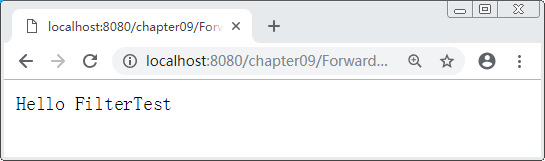 localhost:8080/chapter09/Forw
localhost:8080/chapter09/Forward...
Hello FilterTest